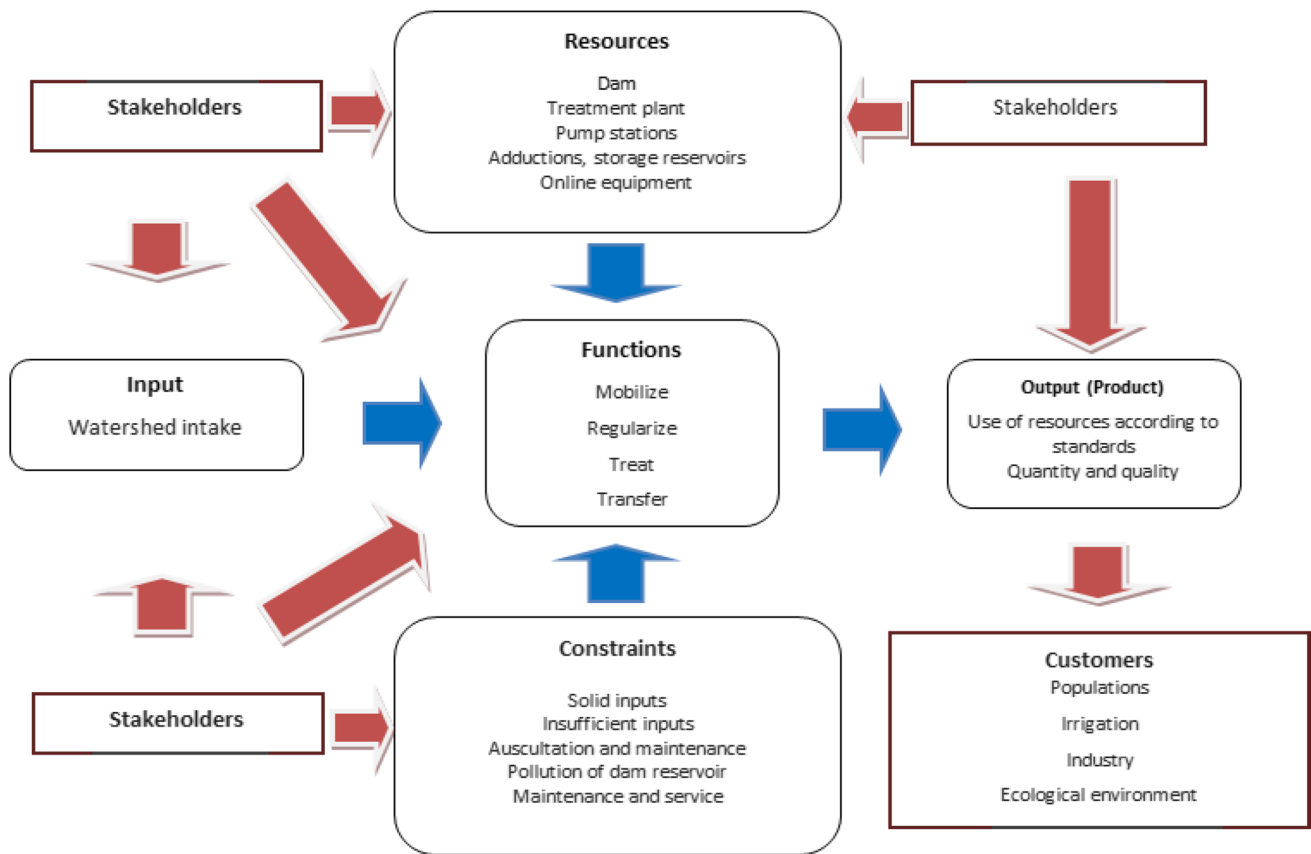 Resources
Dam
Treatment plant
Pump stations
Adductions, storage reservoirs
Online equipment
Stakeholders
Stakeholders
Input
Watershed intake
Functions
Mobilize
Regularize
Treat
Transfer
Output (Product)
Use of resources according to
standards
Quantity and quality
Stakeholders
Constraints
Solid inputs
Insufficient inputs
Auscultation and maintenance
Pollution of dam reservoir
Maintenance and service
Customers
Populations
Irrigation
Industry
Ecological environment